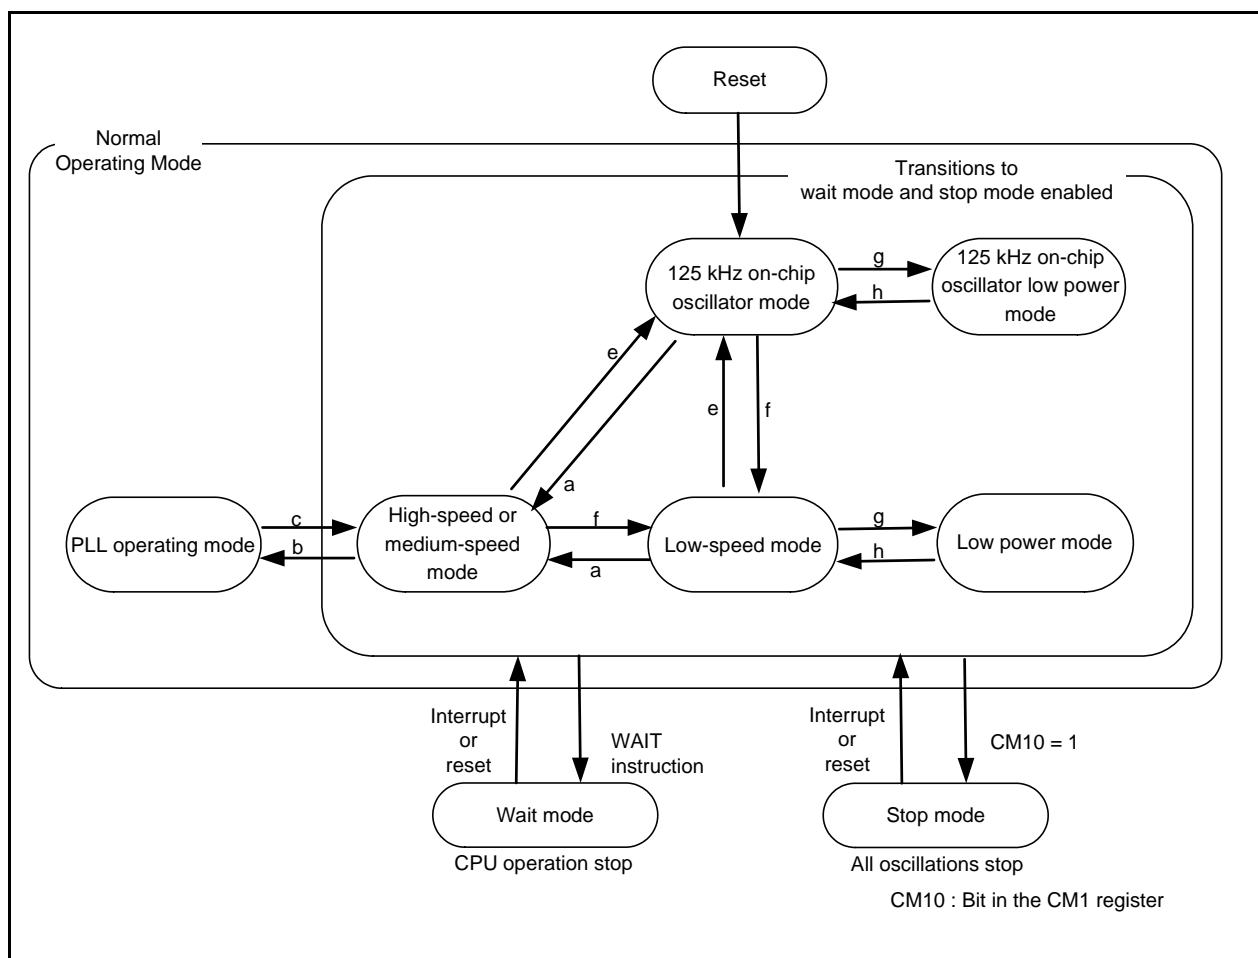 Reset
Normal
Operating Mode
Transitions to
wait mode and stop mode enabled
125 kHz on-chip
oscillator mode
g
h
125 kHz on-chip
oscillator low power
mode
e
a
e
f
PLL operating mode
c
b
High-speed or
medium-speed
mode
f
a
Low-speed mode
g
h
Low power mode
Interrupt
or
reset
WAIT
instruction
Interrupt
or
reset
CM10 = 1
Wait mode
CPU operation stop
Stop mode
All oscillations stop
CM10 : Bit in the CM1 register